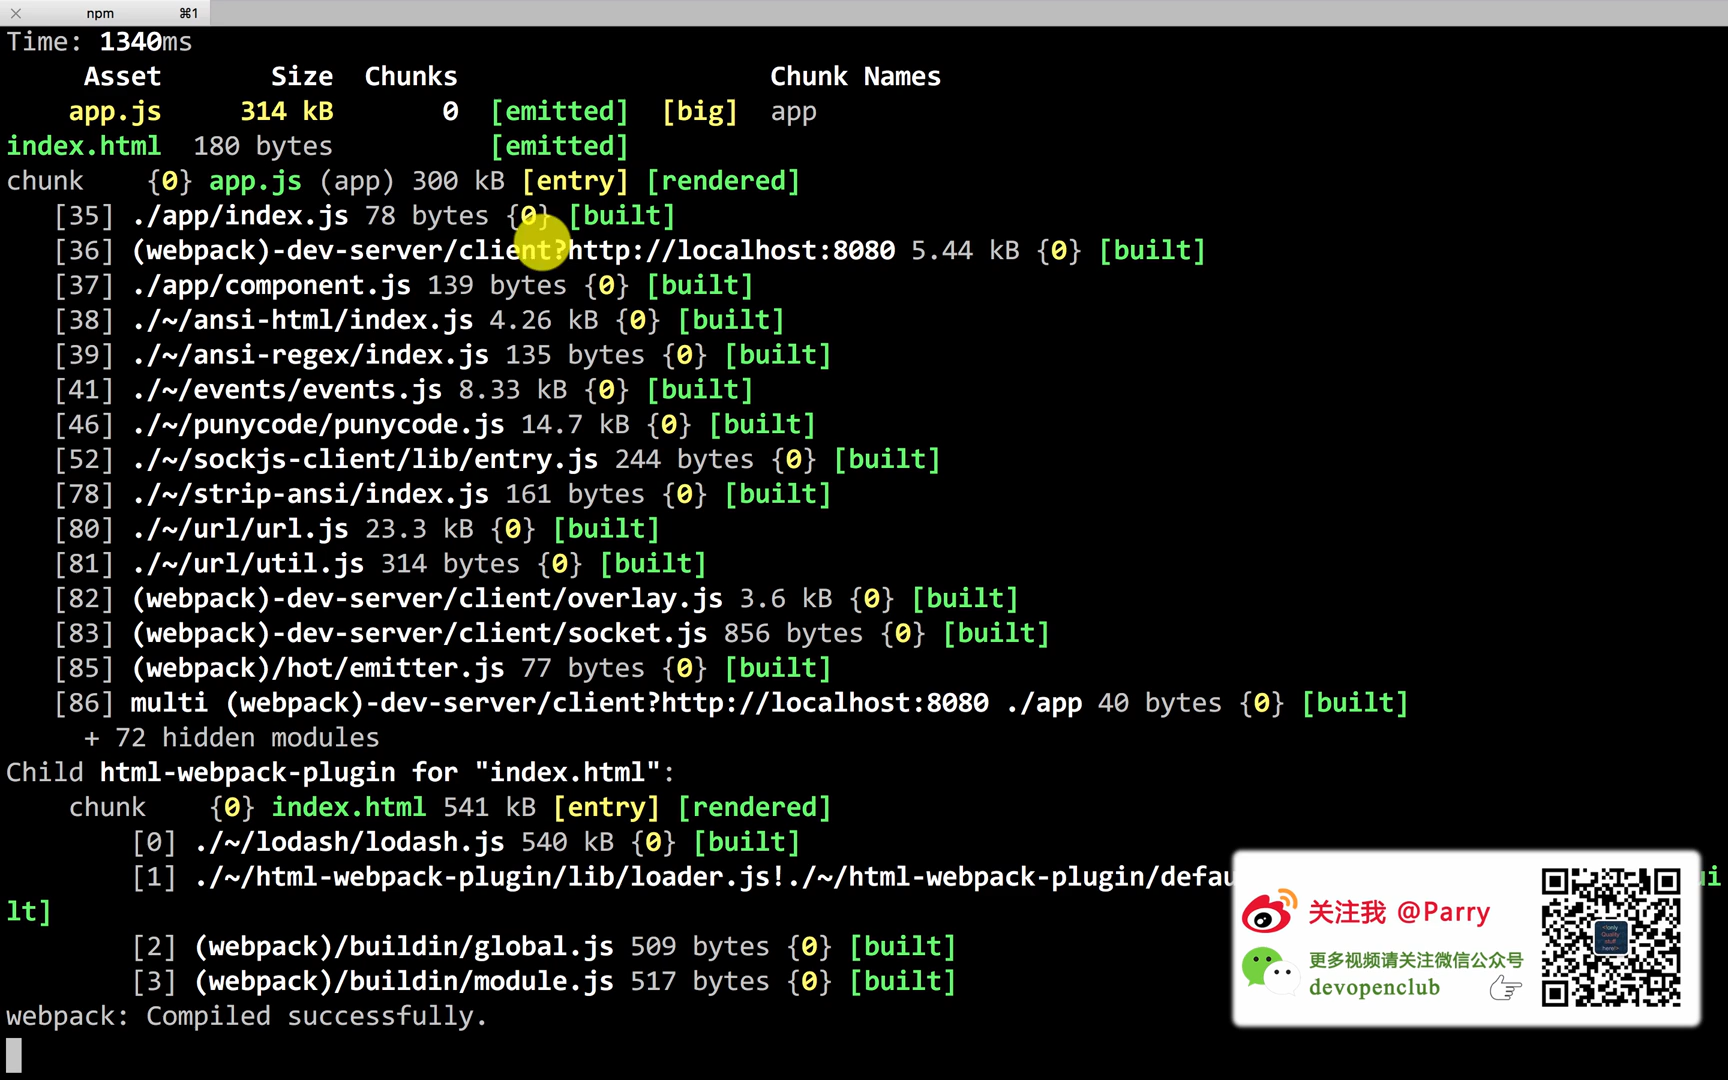 npm ⌘1
Time: 1340ms
Asset Size Chunks Chunk Names
app.js 314 kB 0 [emitted] [big] app
index.html 180 bytes [emitted]
chunk {0} app.js (app) 300 kB [entry] [rendered]
[35] ./app/index.js 78 bytes {0} [built]
[36] (webpack)-dev-server/client?http://localhost:8080 5.44 kB {0} [built]
[37] ./app/component.js 139 bytes {0} [built]
[38] ./~/ansi-html/index.js 4.26 kB {0} [built]
[39] ./~/ansi-regex/index.js 135 bytes {0} [built]
[41] ./~/events/events.js 8.33 kB {0} [built]
[46] ./~/punycode/punycode.js 14.7 kB {0} [built]
[52] ./~/sockjs-client/lib/entry.js 244 bytes {0} [built]
[78] ./~/strip-ansi/index.js 161 bytes {0} [built]
[80] ./~/url/url.js 23.3 kB {0} [built]
[81] ./~/url/util.js 314 bytes {0} [built]
[82] (webpack)-dev-server/client/overlay.js 3.6 kB {0} [built]
[83] (webpack)-dev-server/client/socket.js 856 bytes {0} [built]
[85] (webpack)/hot/emitter.js 77 bytes {0} [built]
[86] multi (webpack)-dev-server/client?http://localhost:8080 ./app 40 bytes {0} [built]
+ 72 hidden modules
Child html-webpack-plugin for "index.html":
chunk {0} index.html 541 kB [entry] [rendered]
[0] ./~/lodash/lodash.js 540 kB {0} [built]
[1] ./~/html-webpack-plugin/lib/loader.js!./~/html-webpack-plugin/defau
lt]
[2] (webpack)/buildin/global.js 509 bytes {0} [built]
[3] (webpack)/buildin/module.js 517 bytes {0} [built]
webpack: Compiled successfully.
关注我 @Parry
更多视频请关注微信公众号
devopenclub